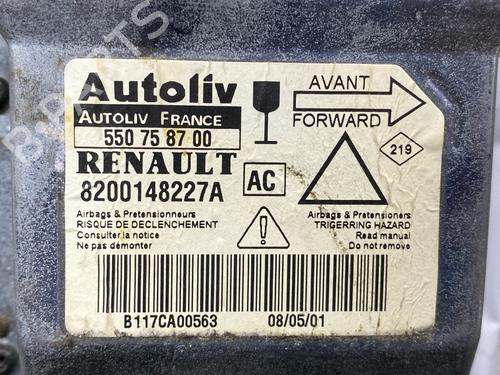 Autoliv
AUTOLIV FRANCE
550 75 87 00
RENAULT
8200148227A
AC
AVANT
FORWARD
219
Airbags & Pretensionneurs
RISQUE DE DECLENCHEMENT
Consulter la notice
Ne pas démonter
Airbags & Pretensioners
TRIGERRING HAZARD
Read manual
Do not remove
B117CA00563
08/05/01